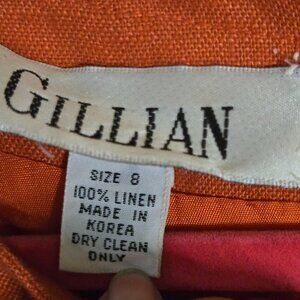 GILLIAN
SIZE 8
100% LINEN
MADE IN
KOREA
DRY CLEAN
ONLY